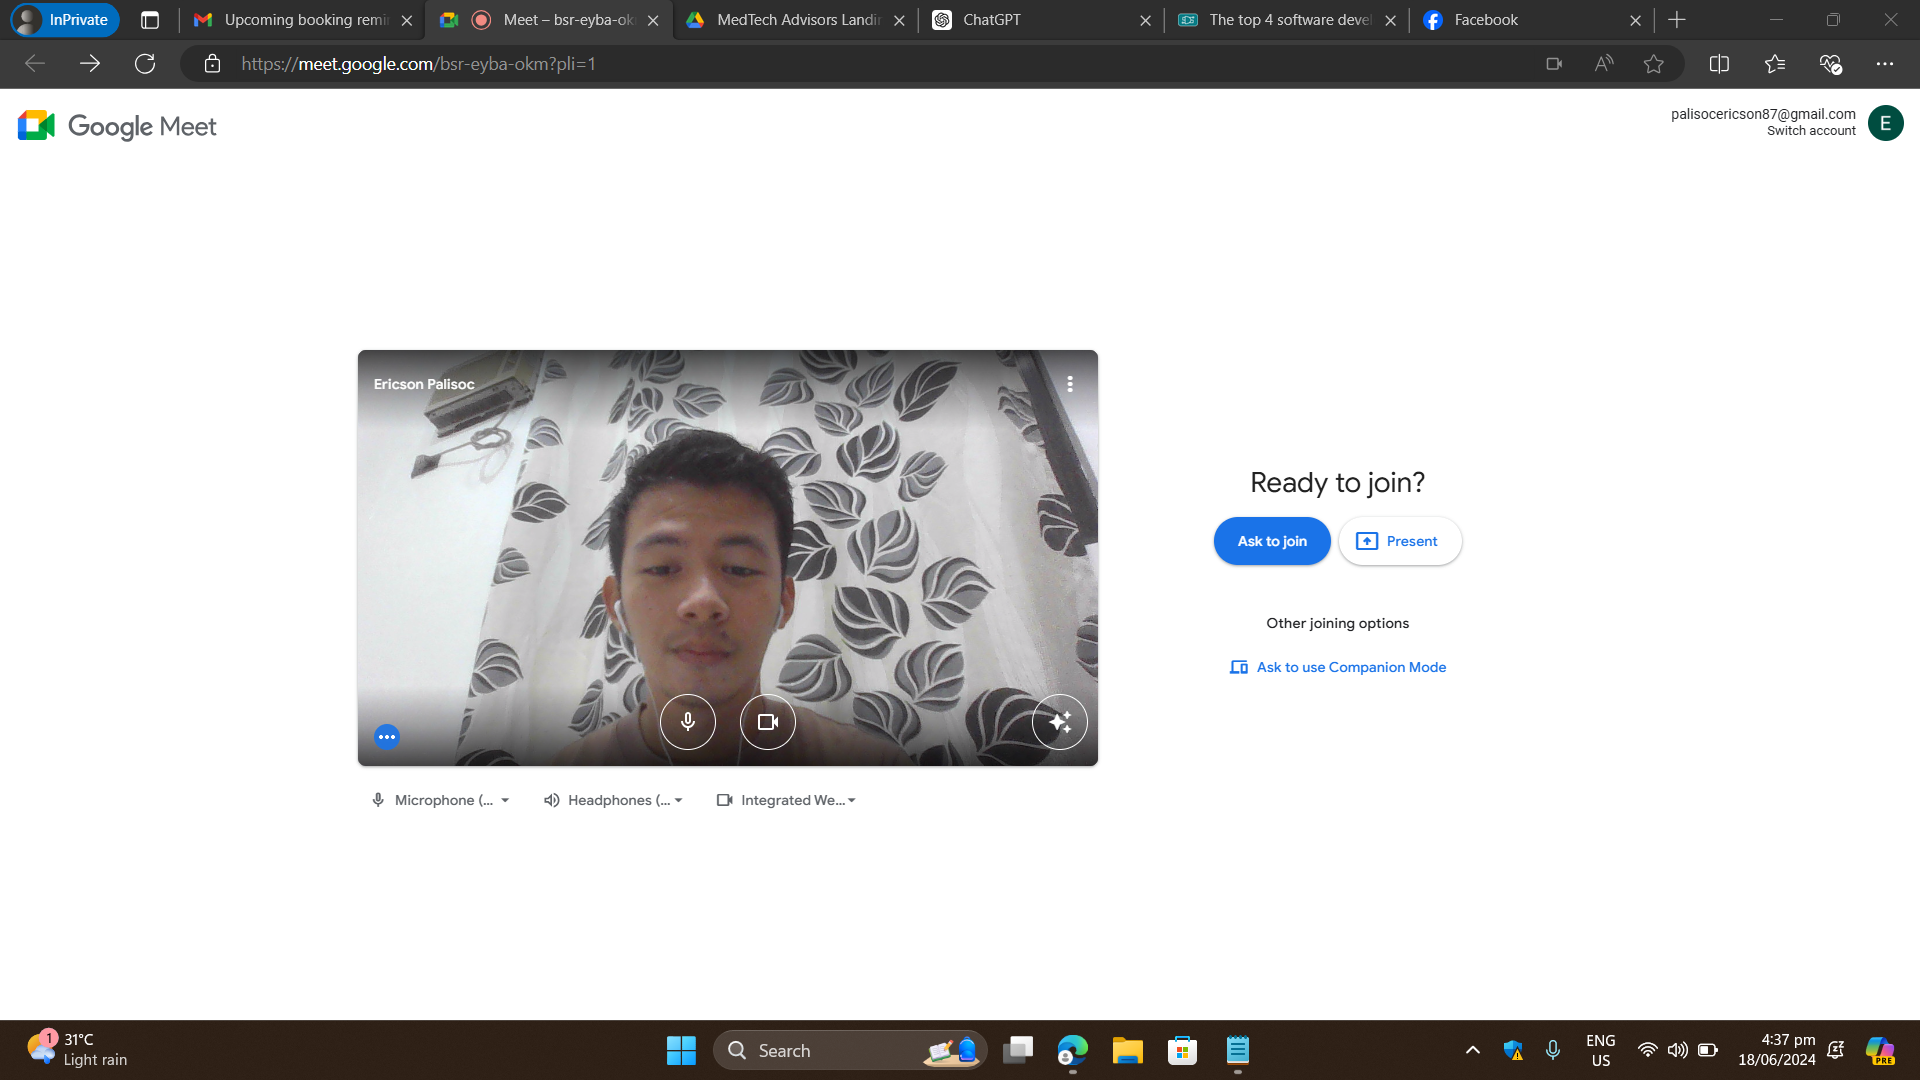 InPrivate
Upcoming booking remin
Meet – bsr-eyba-ok
MedTech Advisors Landin
ChatGPT
The top 4 software devel
Facebook
https://meet.google.com/bsr-eyba-okm?pli=1
Google Meet
palisocericson87@gmail.com
Switch account
E
Ericson Palisoc
Ready to join?
Ask to join
Present
Other joining options
Ask to use Companion Mode
Microphone (...
Headphones (...
Integrated We...
1
31°C
Light rain
Search
ENG
US
4:37 pm
18/06/2024
PRE